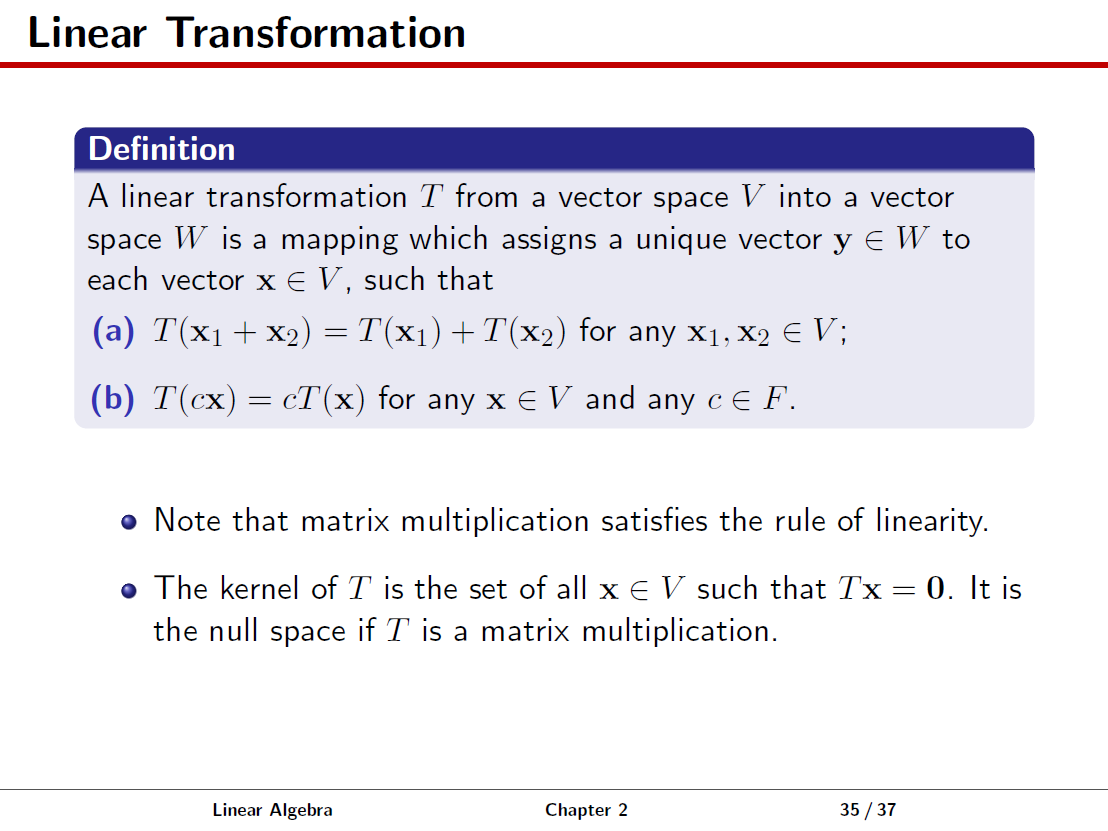 Linear Transformation
Definition
A linear transformation T from a vector space V into a vector
space W is a mapping which assigns a unique vector y ∈ W to
each vector x ∈ V, such that
(a) T(x₁ + x₂) = T(x₁) + T(x₂) for any x₁, x₂ ∈ V;
(b) T(cx) = cT(x) for any x ∈ V and any c ∈ F.
Note that matrix multiplication satisfies the rule of linearity.
The kernel of T is the set of all x ∈ V such that Tx = 0. It is
the null space if T is a matrix multiplication.
Linear Algebra Chapter 2 35 / 37